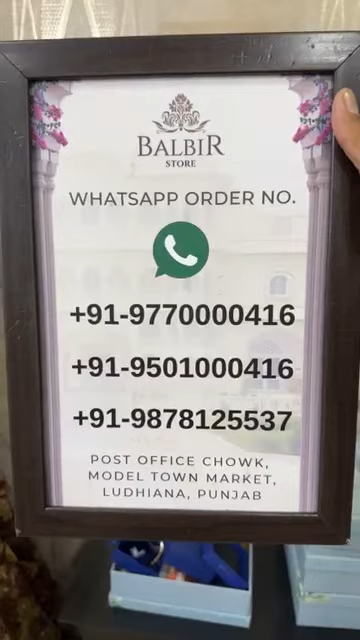 BALBIR
STORE
WHATSAPP ORDER NO.
+91-9770000416
+91-9501000416
+91-9878125537
POST OFFICE CHOWK,
MODEL TOWN MARKET,
LUDHIANA, PUNJAB